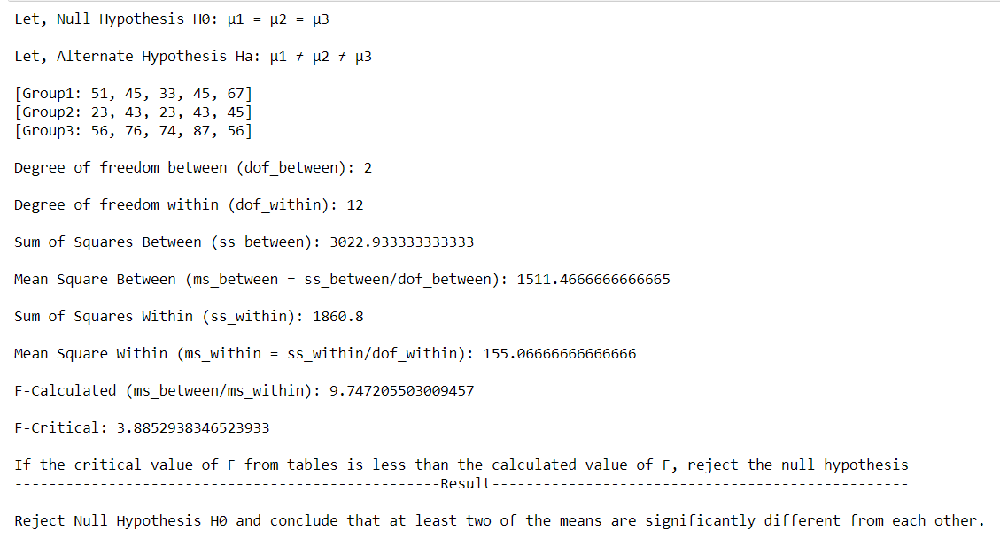 Let, Null Hypothesis H0: μ1 = μ2 = μ3
Let, Alternate Hypothesis Ha: μ1 ≠ μ2 ≠ μ3
[Group1: 51, 45, 33, 45, 67]
[Group2: 23, 43, 23, 43, 45]
[Group3: 56, 76, 74, 87, 56]
Degree of freedom between (dof_between): 2
Degree of freedom within (dof_within): 12
Sum of Squares Between (ss_between): 3022.933333333333
Mean Square Between (ms_between = ss_between/dof_between): 1511.4666666666665
Sum of Squares Within (ss_within): 1860.8
Mean Square Within (ms_within = ss_within/dof_within): 155.06666666666666
F-Calculated (ms_between/ms_within): 9.747205503009457
F-Critical: 3.8852938346523933
If the critical value of F from tables is less than the calculated value of F, reject the null hypothesis
--------------------------------------------------Result-------------------------------------------------
Reject Null Hypothesis H0 and conclude that at least two of the means are significantly different from each other.